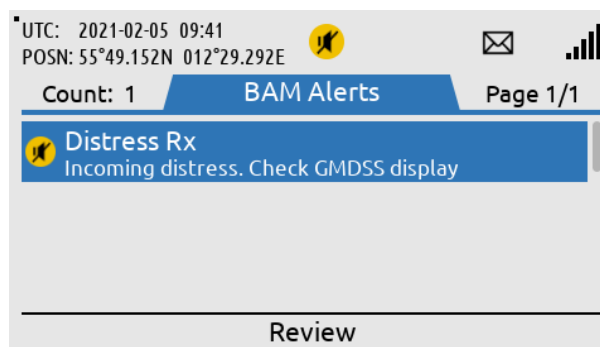 UTC: 2021-02-05 09:41
POSN: 55°49.152N 012°29.292E
Count: 1 BAM Alerts Page 1/1
Distress Rx
Incoming distress. Check GMDSS display
Review